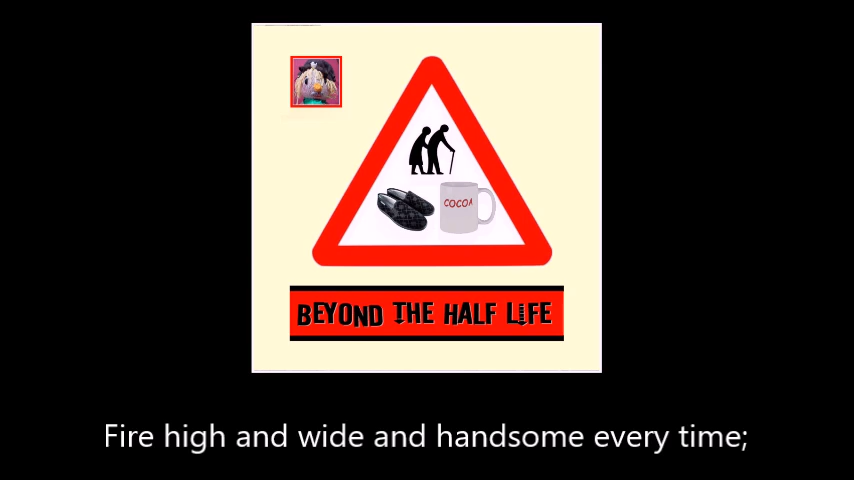 COCOA
BEYOND THE HALF LIFE
Fire high and wide and handsome every time;